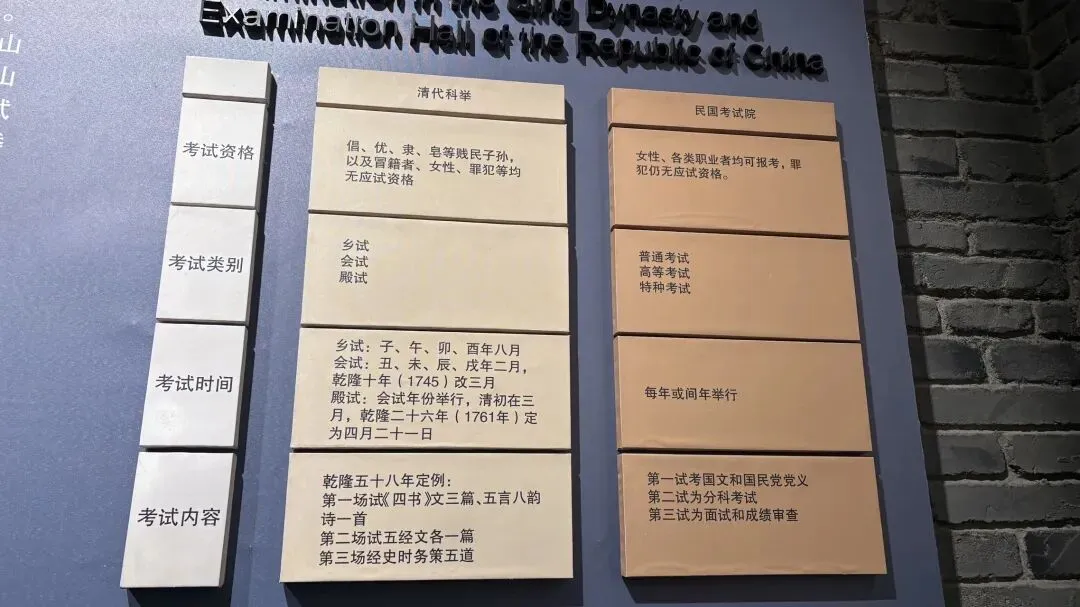 Examination in the Qing Dynasty and
Examination Hall of the Republic of China
清代科举
民国考试院
考试资格
倡、优、隶、皂等贱民子孙,
以及冒籍者、女性、罪犯等均
无应试资格
女性、各类职业者均可报考,罪
犯仍无应试资格。
考试类别
乡试
会试
殿试
普通考试
高等考试
特种考试
考试时间
乡试:子、午、卯、酉年八月
会试:丑、未、辰、戌年二月,
乾隆十年(1745)改三月
殿试:会试年份举行,清初在三
月,乾隆二十六年(1761年)定
为四月二十一日
每年或间年举行
考试内容
乾隆五十八年定例:
第一场试《四书》文三篇、五言八韵
诗一首
第二场试五经文各一篇
第三场经史时务策五道
第一试考国文和国民党党义
第二试为分科考试
第三试为面试和成绩审查
。山山代